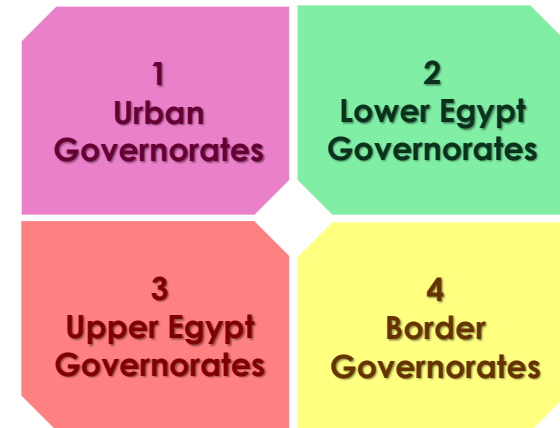 1
Urban
Governorates
2
Lower Egypt
Governorates
3
Upper Egypt
Governorates
4
Border
Governorates